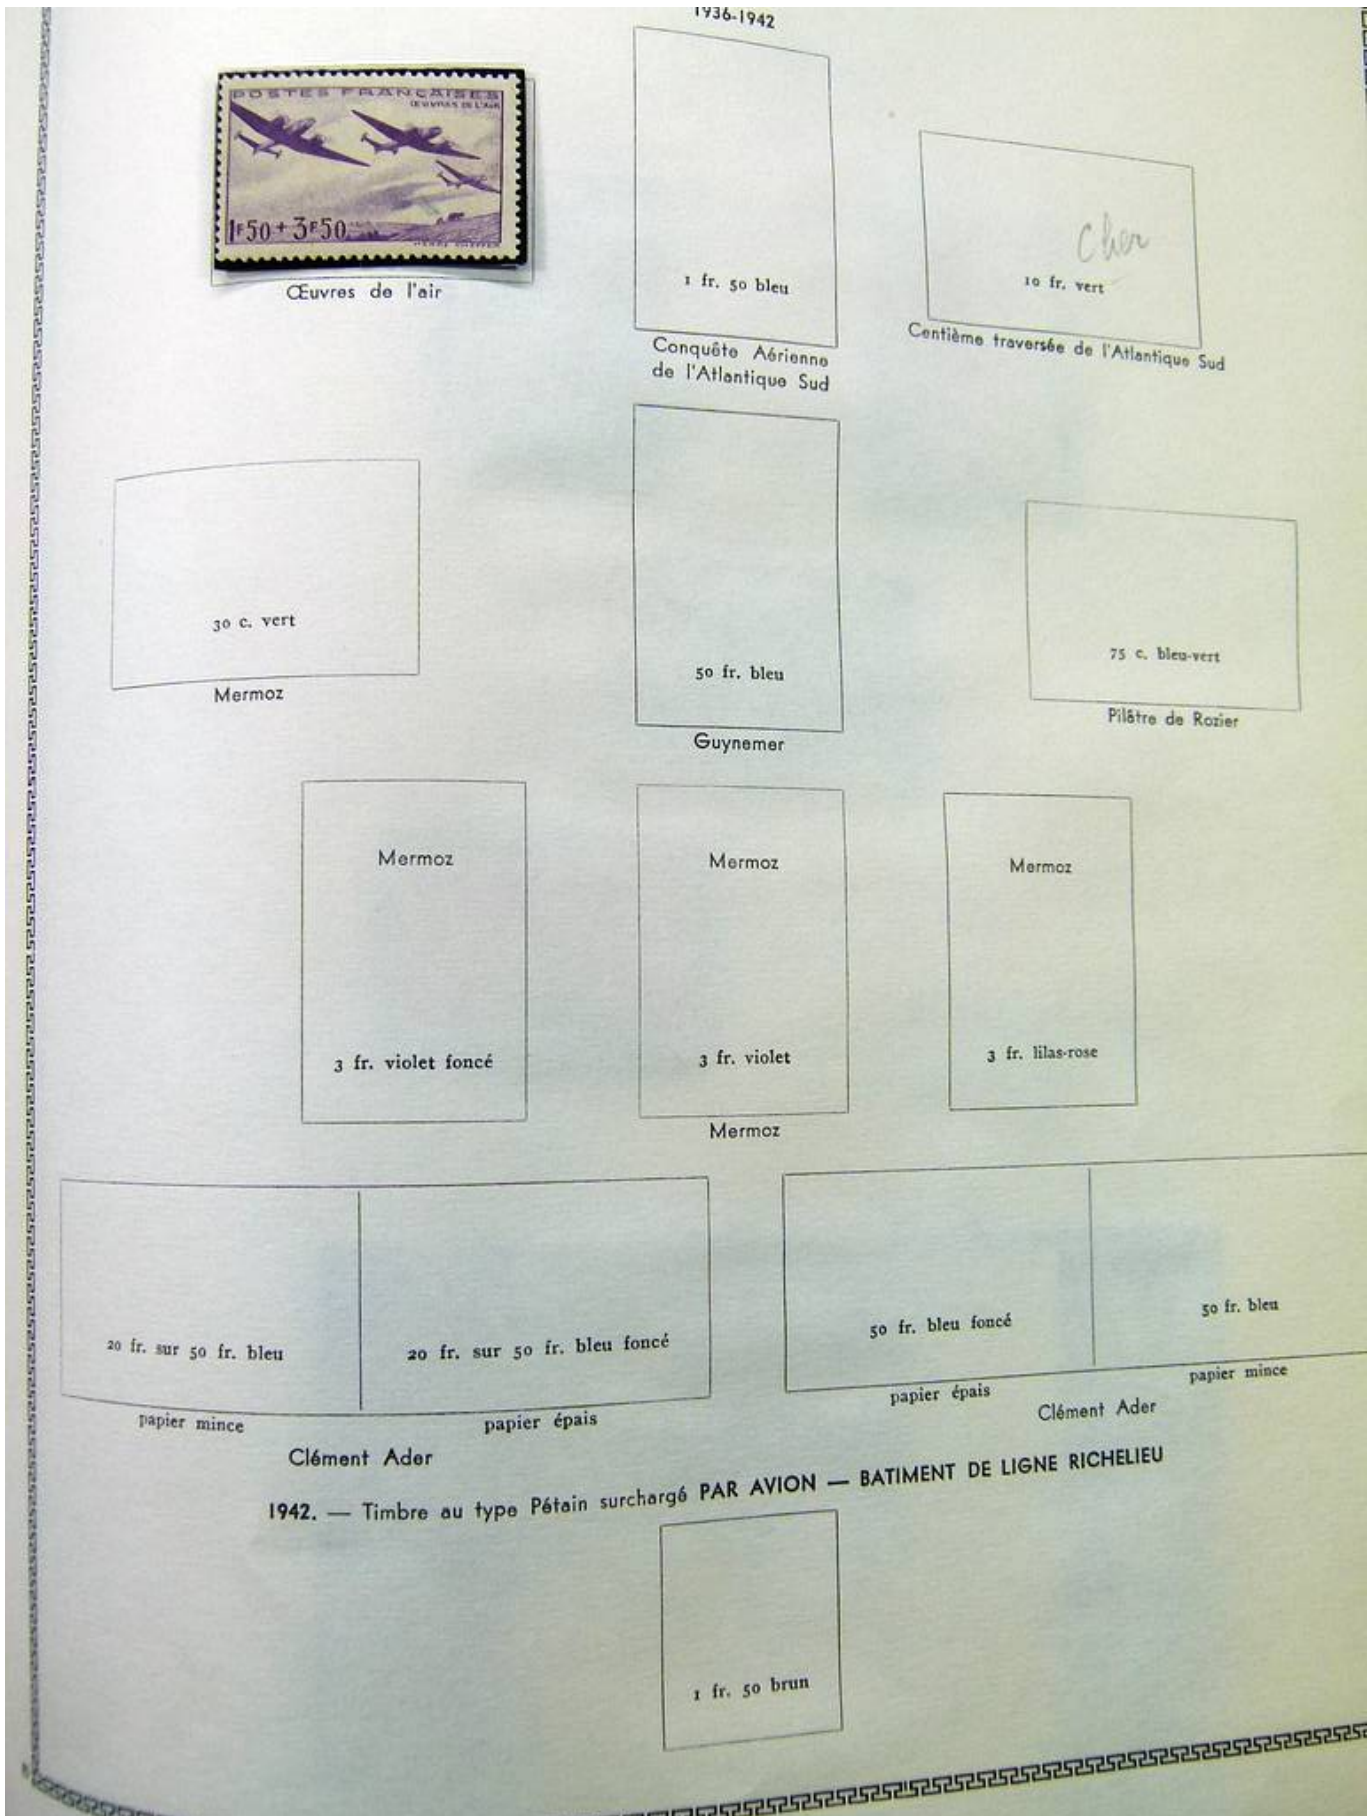 1936-1942
POSTES FRANÇAISES
ŒUVRES DE L'AIR
1F50 + 3F50
Œuvres de l'air
1 fr. 50 bleu
Conquête Aérienne
de l'Atlantique Sud
Cher
10 fr. vert
Centième traversée de l'Atlantique Sud
30 c. vert
Mermoz
50 fr. bleu
Guynemer
75 c. bleu-vert
Pilâtre de Rozier
Mermoz
3 fr. violet foncé
Mermoz
3 fr. violet
Mermoz
Mermoz
3 fr. lilas-rose
20 fr. sur 50 fr. bleu
papier mince
20 fr. sur 50 fr. bleu foncé
papier épais
Clément Ader
50 fr. bleu foncé
papier épais
50 fr. bleu
papier mince
Clément Ader
1942. — Timbre au type Pétain surchargé PAR AVION — BATIMENT DE LIGNE RICHELIEU
1 fr. 50 brun